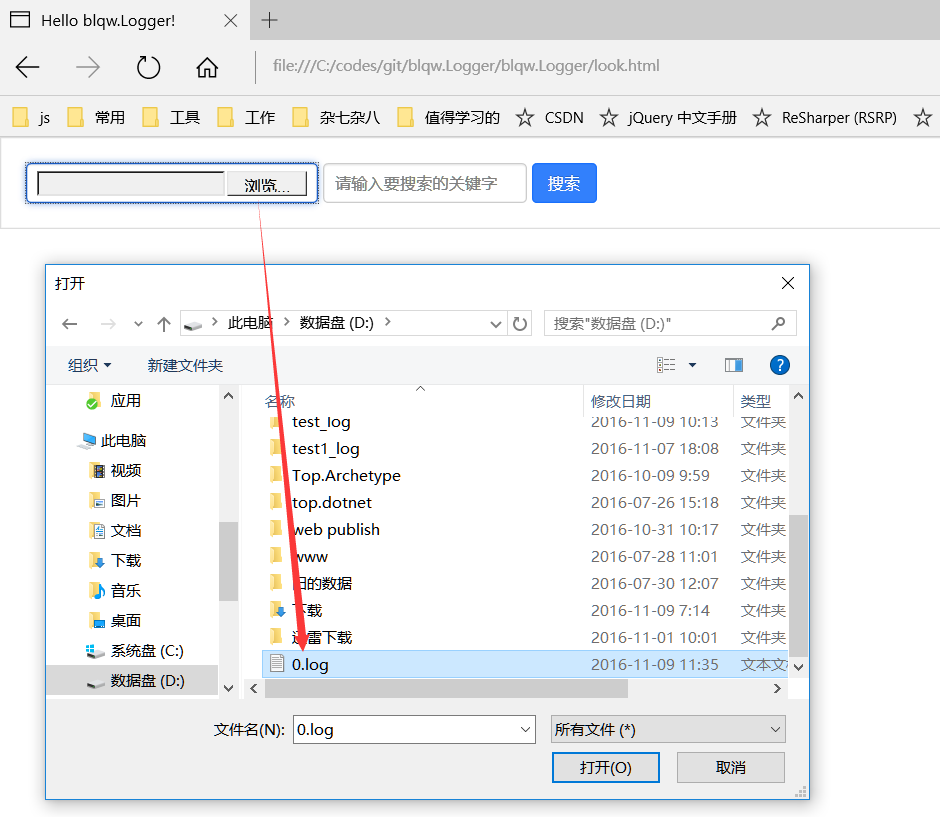 Hello blqw.Logger!
file:///C:/codes/git/blqw.Logger/blqw.Logger/look.html
js 常用 工具 工作 杂七杂八 值得学习的 CSDN jQuery 中文手册 ReSharper (RSRP)
浏览... 请输入要搜索的关键字 搜索
打开
此电脑 数据盘 (D:) 搜索"数据盘 (D:)"
组织 新建文件夹
应用
此电脑
视频
图片
文档
下载
音乐
桌面
系统盘 (C:)
数据盘 (D:)
名称 修改日期 类型
test_log 2016-11-09 10:13 文件夹
test1_log 2016-11-07 18:08 文件夹
Top.Archetype 2016-10-09 9:59 文件夹
top.dotnet 2016-07-26 15:18 文件夹
web publish 2016-10-31 10:17 文件夹
www 2016-07-28 11:01 文件夹
旧的数据 2016-07-30 12:07 文件夹
下载 2016-11-09 7:14 文件夹
迅雷下载 2016-11-01 10:01 文件夹
0.log 2016-11-09 11:35 文本文
文件名(N): 0.log 所有文件 (*)
打开(O) 取消